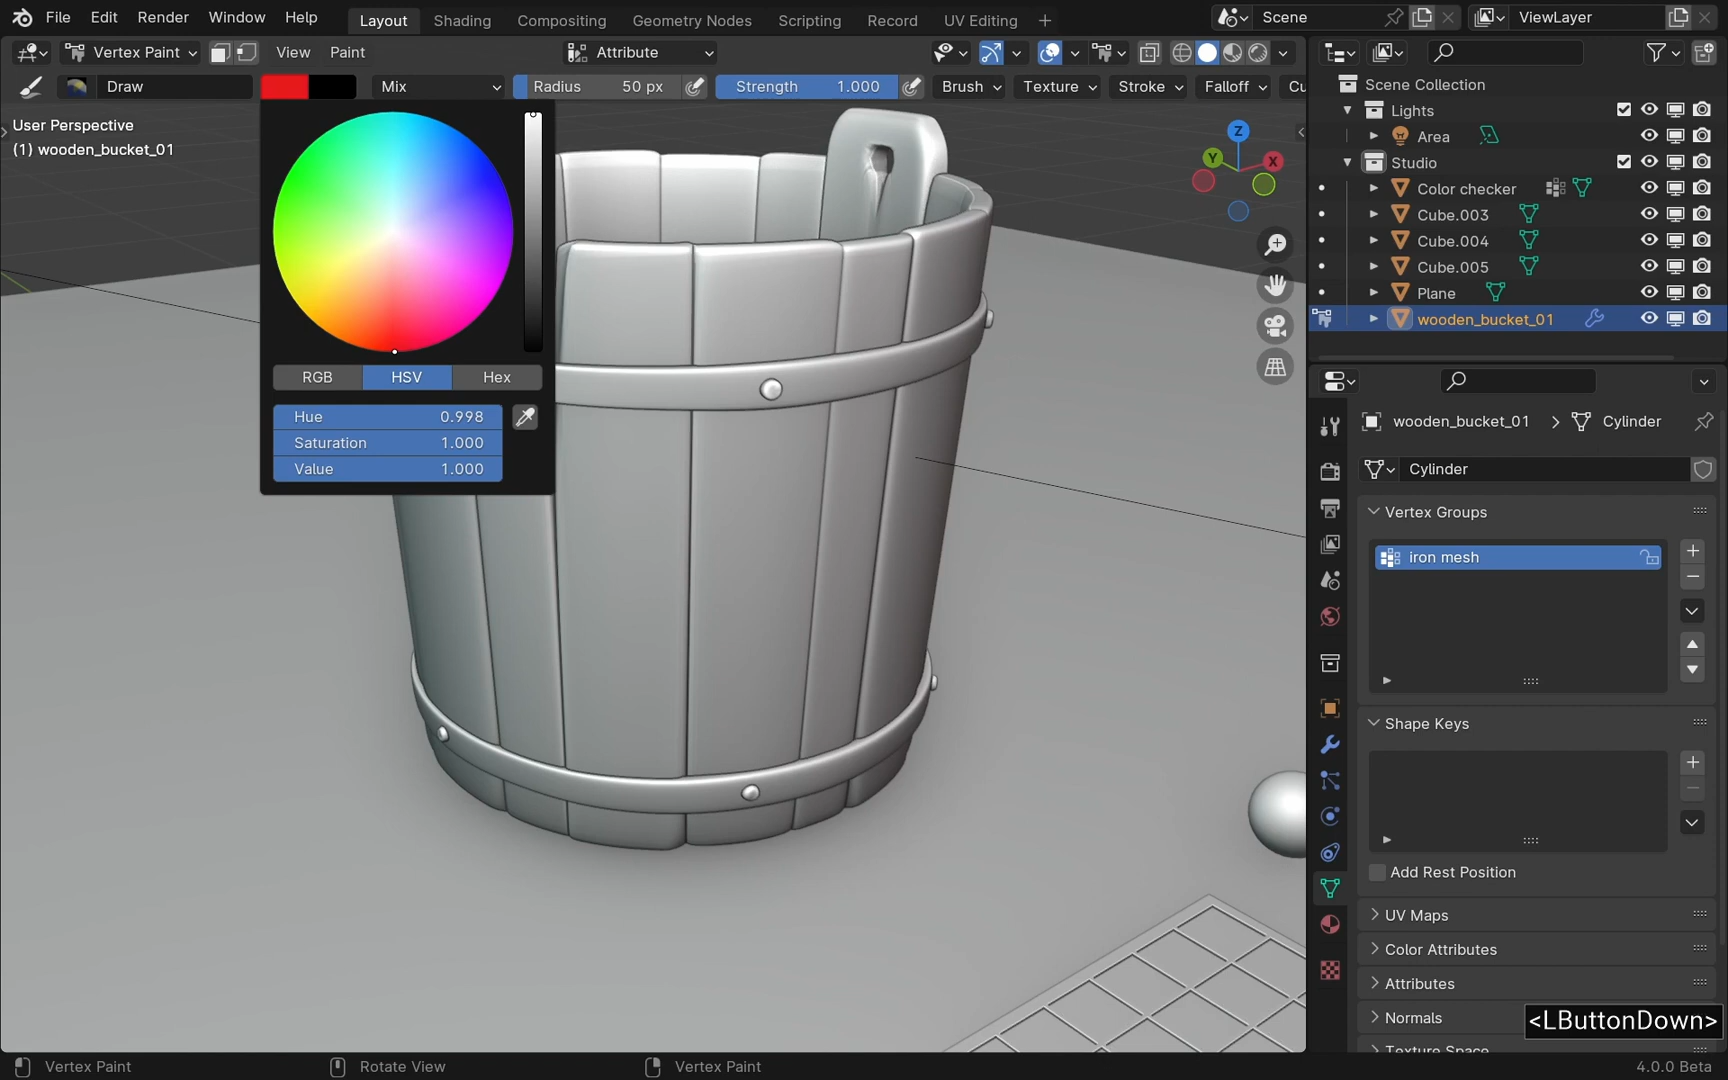 File Edit Render Window Help Layout Shading Compositing Geometry Nodes Scripting Record UV Editing + Scene ViewLayer
Vertex Paint View Paint Attribute
Draw Mix Radius 50 px Strength 1.000 Brush Texture Stroke Falloff Cu
User Perspective
(1) wooden_bucket_01
RGB HSV Hex
Hue 0.998
Saturation 1.000
Value 1.000
Z
Y X
Scene Collection
Lights
Area
Studio
Color checker
Cube.003
Cube.004
Cube.005
Plane
wooden_bucket_01
wooden_bucket_01 > Cylinder
Cylinder
Vertex Groups
iron mesh
Shape Keys
Add Rest Position
UV Maps
Color Attributes
Attributes
Normals
<LButtonDown>
Texture Space
Vertex Paint Rotate View Vertex Paint 4.0.0 Beta